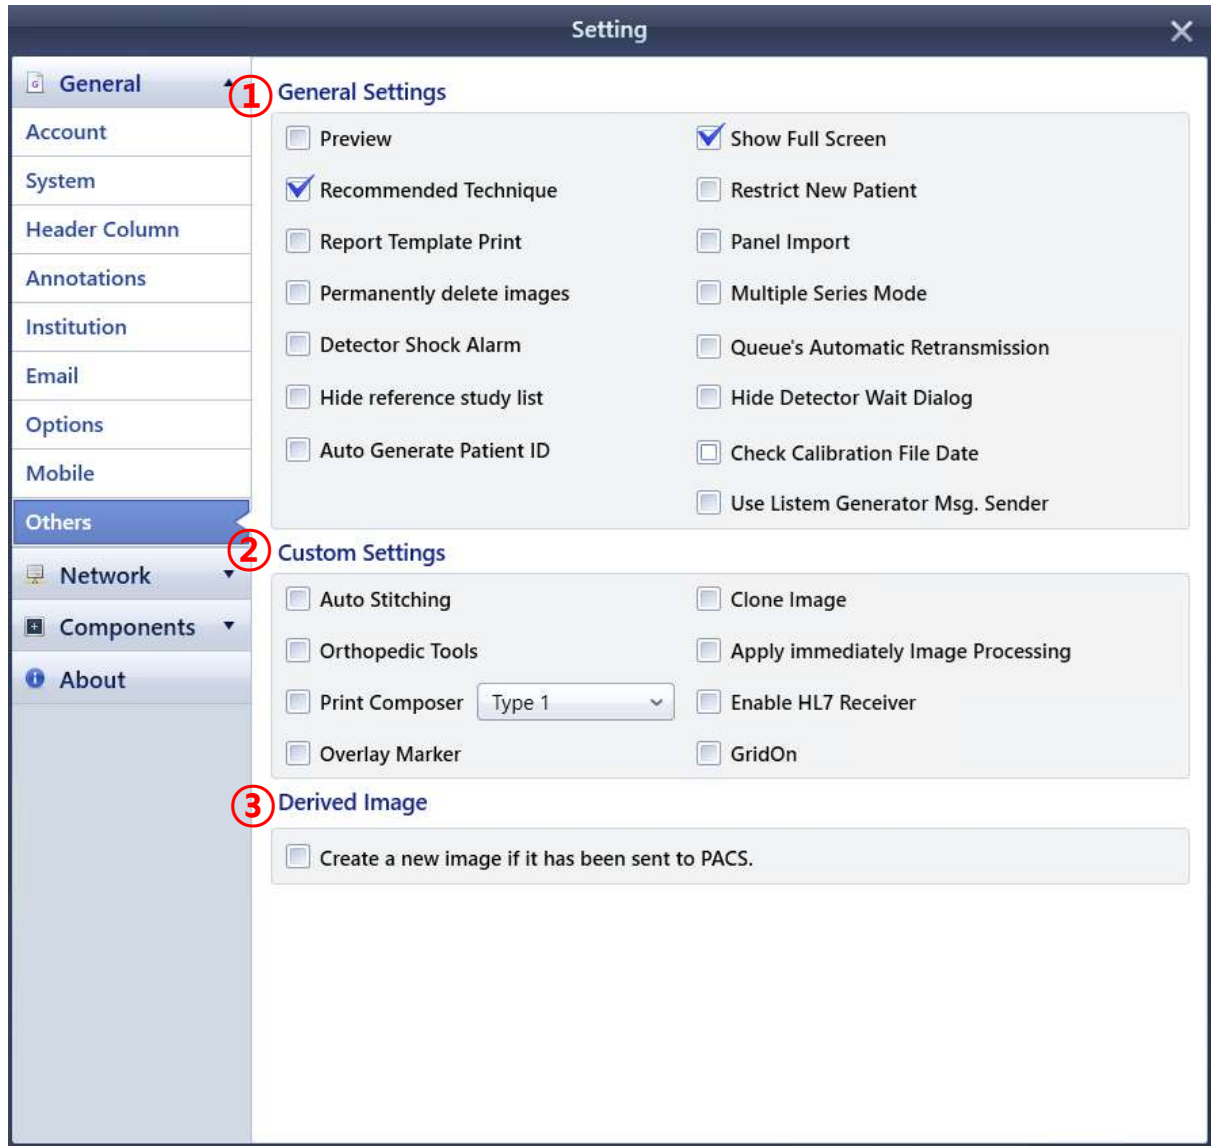 Setting
General
Account
System
Header Column
Annotations
Institution
Email
Options
Mobile
Others
Network
Components
About
① General Settings
Preview
Show Full Screen
Recommended Technique
Restrict New Patient
Report Template Print
Panel Import
Permanently delete images
Multiple Series Mode
Detector Shock Alarm
Queue's Automatic Retransmission
Hide reference study list
Hide Detector Wait Dialog
Auto Generate Patient ID
Check Calibration File Date
Use Listem Generator Msg. Sender
② Custom Settings
Auto Stitching
Clone Image
Orthopedic Tools
Apply immediately Image Processing
Print Composer Type 1
Enable HL7 Receiver
Overlay Marker
GridOn
③ Derived Image
Create a new image if it has been sent to PACS.